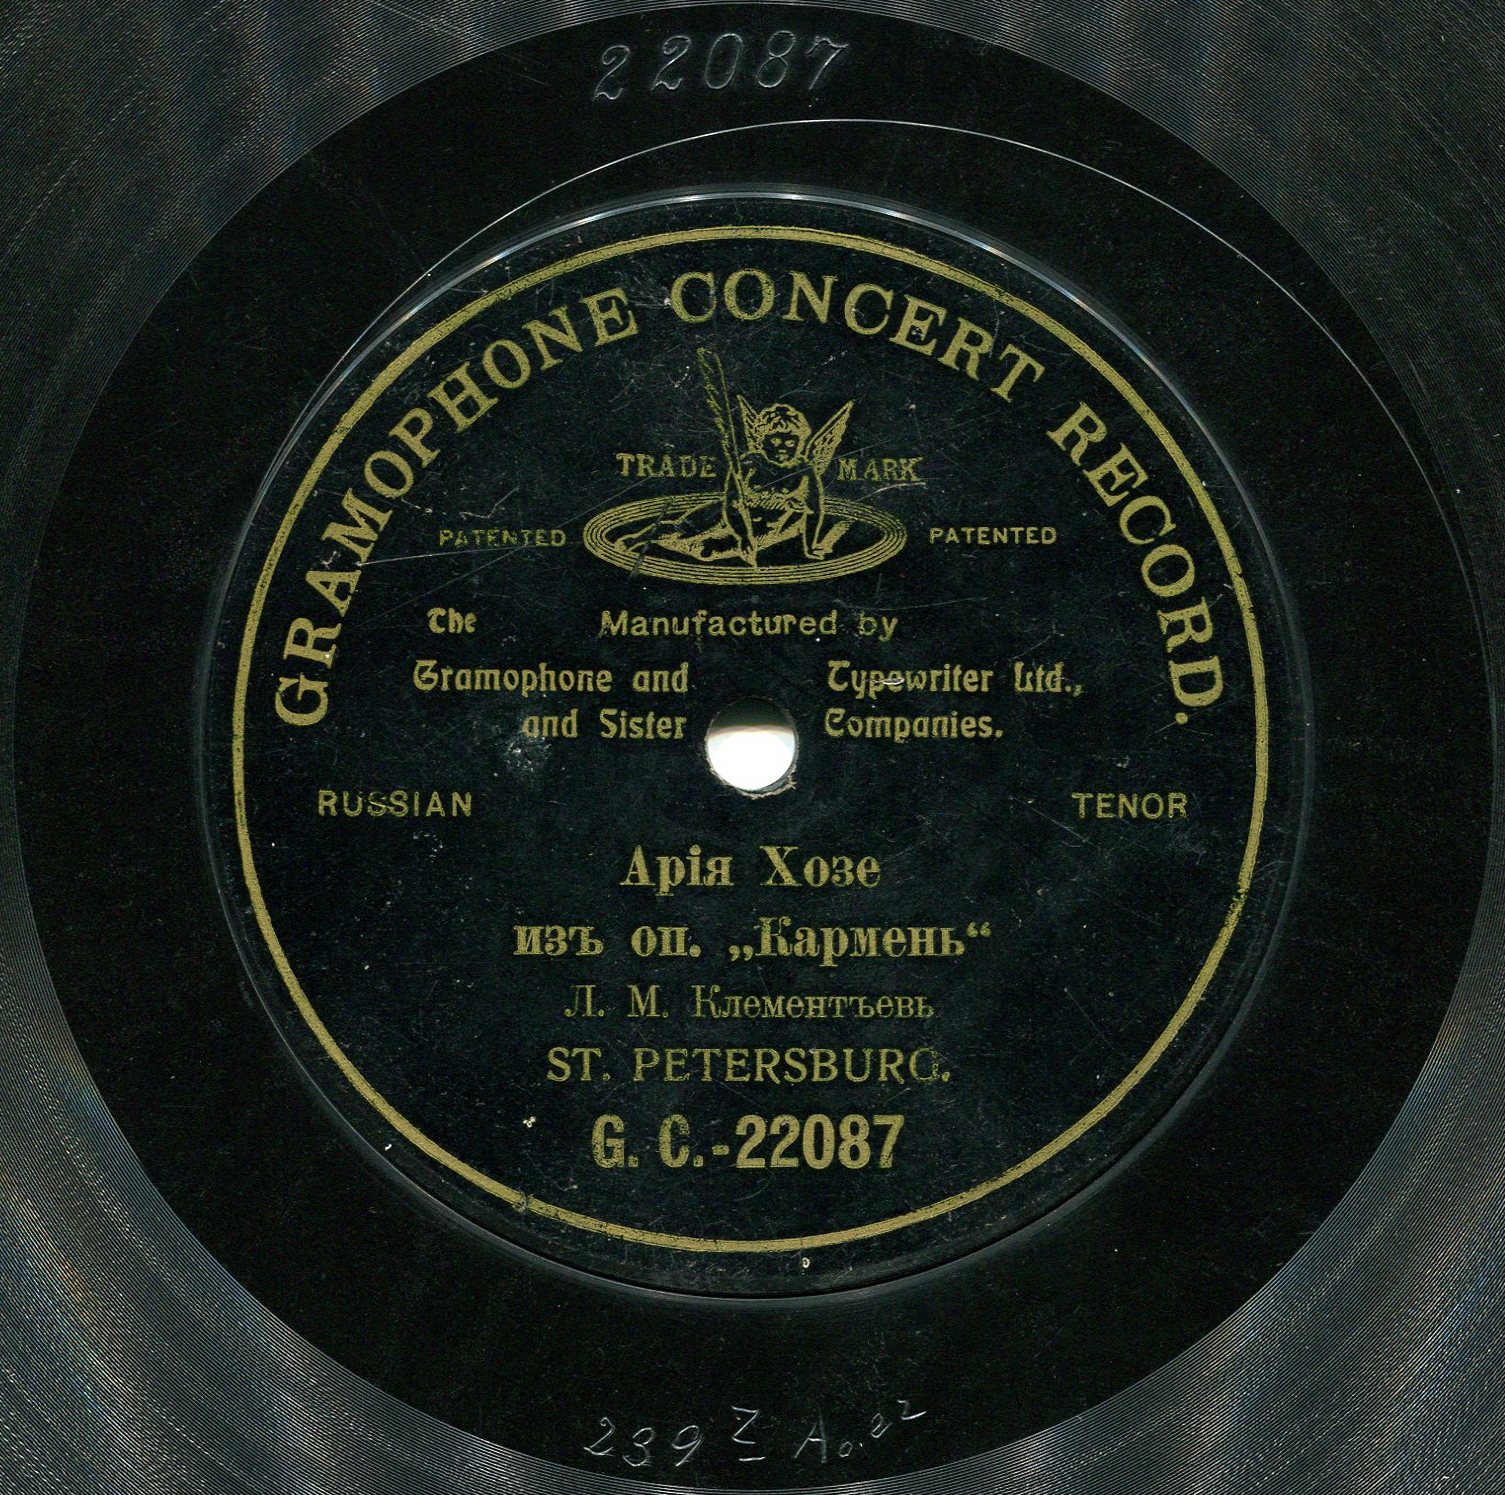 22087
GRAMOPHONE CONCERT RECORD.
TRADE MARK
PATENTED PATENTED
The Manufactured by
Gramophone and Typewriter Ltd.,
and Sister Companies.
RUSSIAN TENOR
Арія Хозе
изъ оп. „Кармень“
Л. М. Клементъевь
ST. PETERSBURG.
G. C.-22087
239 Z A